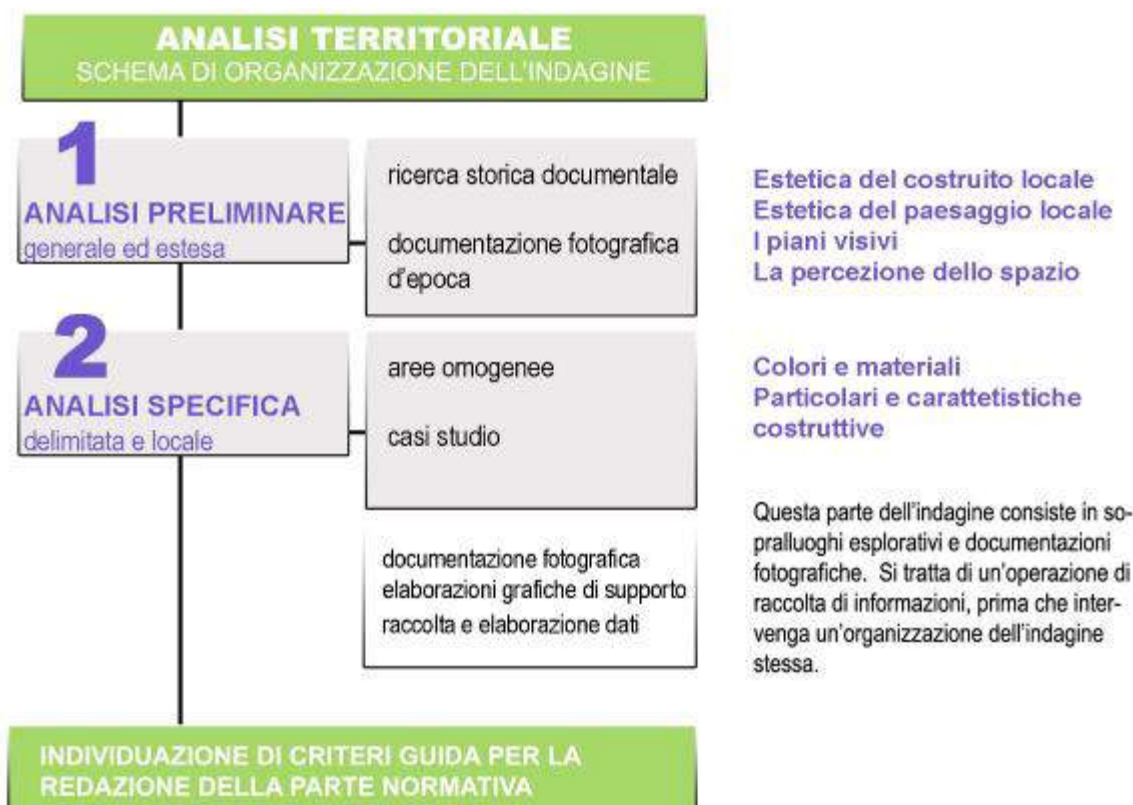 ANALISI TERRITORIALE
SCHEMA DI ORGANIZZAZIONE DELL'INDAGINE
1
ANALISI PRELIMINARE
generale ed estesa
ricerca storica documentale
documentazione fotografica
d'epoca
Estetica del costruito locale
Estetica del paesaggio locale
I piani visivi
La percezione dello spazio
2
ANALISI SPECIFICA
delimitata e locale
aree omogenee
casi studio
Colori e materiali
Particolari e carattetistiche
costruttive
documentazione fotografica
elaborazioni grafiche di supporto
raccolta e elaborazione dati
Questa parte dell'indagine consiste in so-
pralluoghi esplorativi e documentazioni
fotografiche. Si tratta di un'operazione di
raccolta di informazioni, prima che inter-
venga un'organizzazione dell'indagine
stessa.
INDIVIDUAZIONE DI CRITERI GUIDA PER LA
REDAZIONE DELLA PARTE NORMATIVA